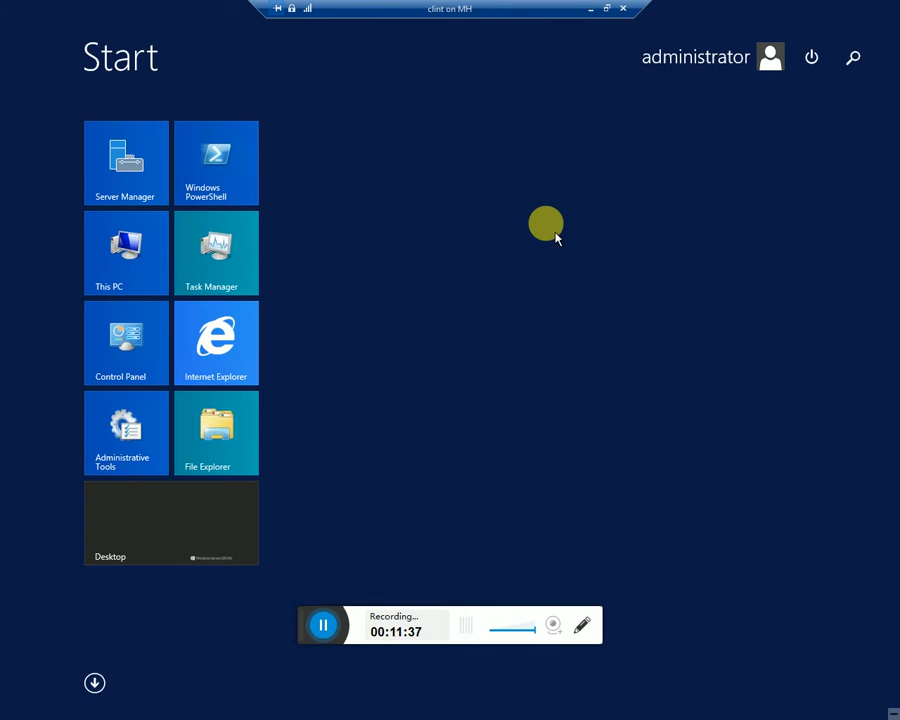 clint on MH
Start
administrator
Server Manager
Windows
PowerShell
This PC
Task Manager
Control Panel
Internet Explorer
Administrative
Tools
File Explorer
Desktop
Recording...
00:11:37